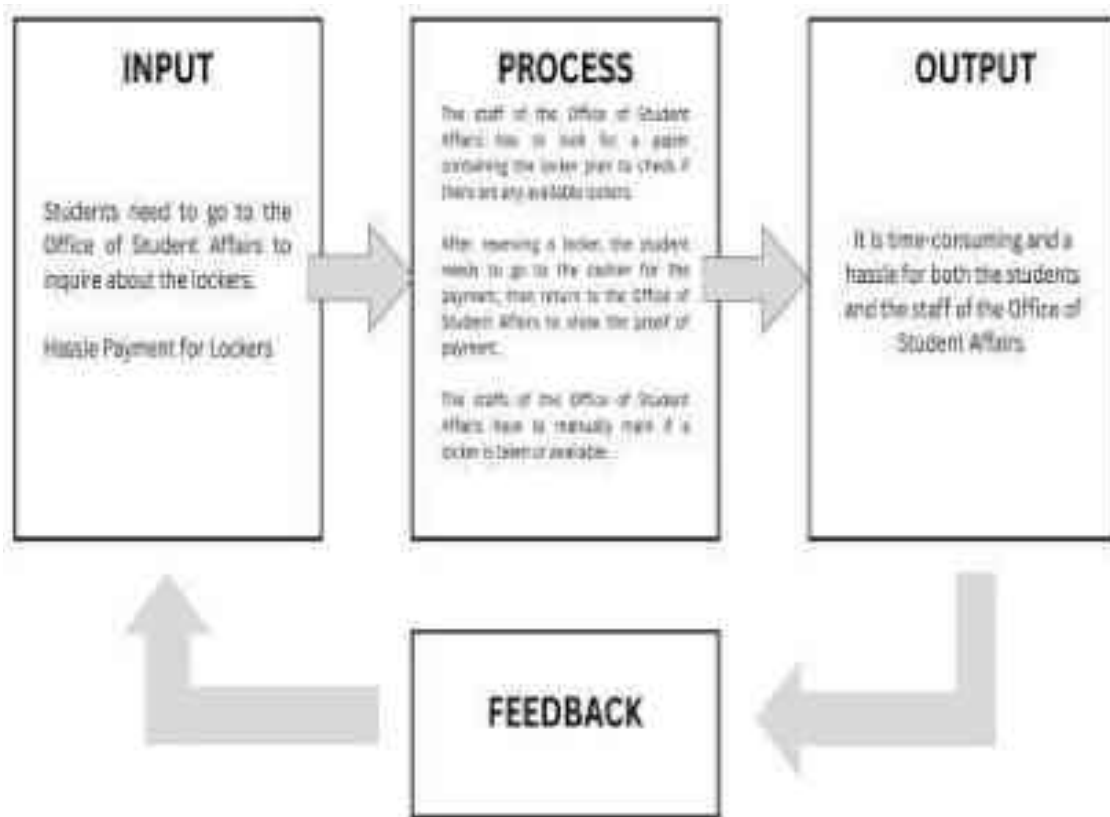 INPUT
Students need to go to the
Office of Student Affairs to
inquire about the lockers.
Hassle Payment for Lockers
PROCESS
The staff of the Office of Student
Affairs has to look for a paper
containing the locker plan to check if
there are any available lockers.
After reserving a locker, the student
needs to go to the cashier for the
payment, then return to the Office of
Student Affairs to show the proof of
payment.
The staffs of the Office of Student
Affairs have to manually mark if a
locker is taken or available.
OUTPUT
It is time-consuming and a
hassle for both the students
and the staff of the Office of
Student Affairs
FEEDBACK